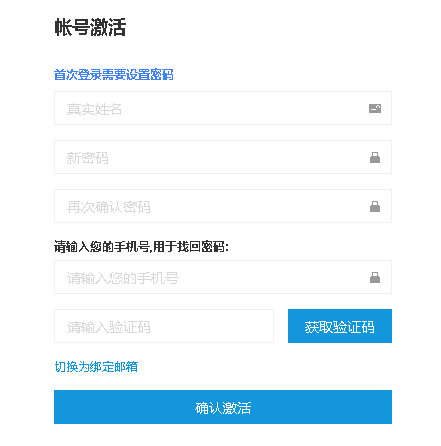 帐号激活
首次登录需要设置密码
真实姓名
新密码
再次确认密码
请输入您的手机号,用于找回密码:
请输入您的手机号
请输入验证码
获取验证码
切换为绑定邮箱
确认激活